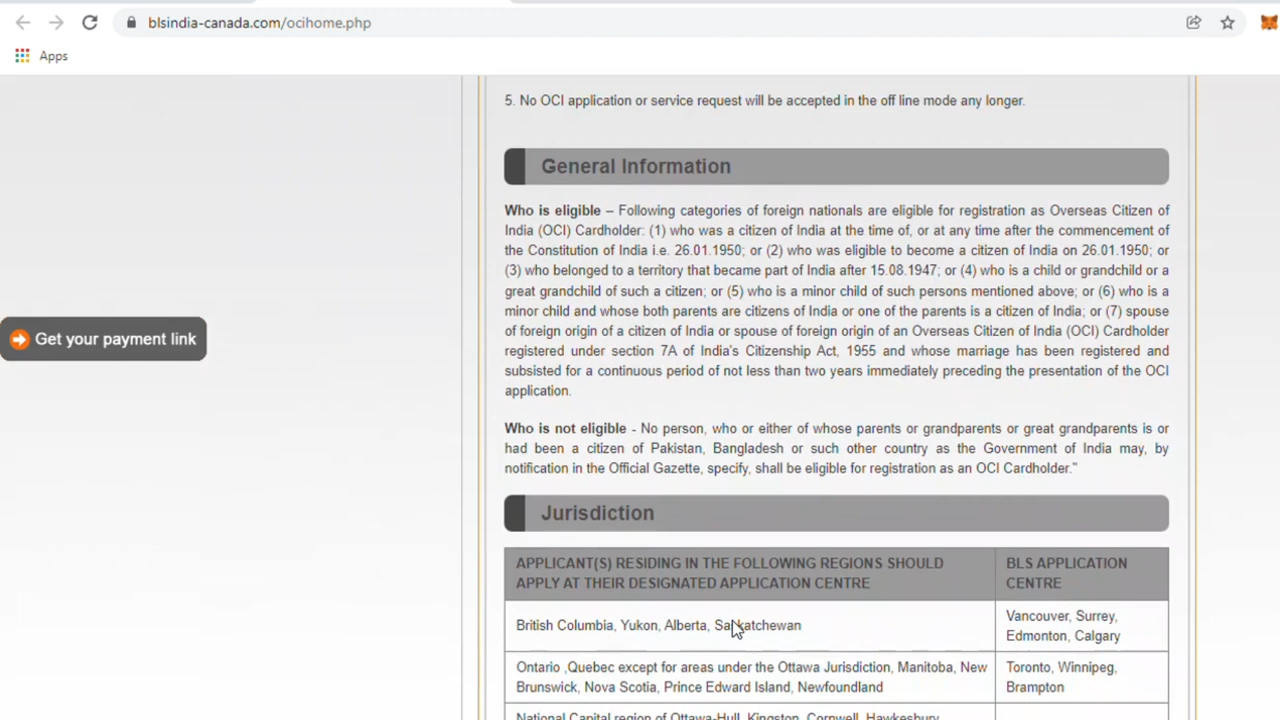 blsindia-canada.com/ocihome.php
Apps
5. No OCI application or service request will be accepted in the off line mode any longer.
General Information
Who is eligible – Following categories of foreign nationals are eligible for registration as Overseas Citizen of
India (OCI) Cardholder: (1) who was a citizen of India at the time of, or at any time after the commencement of
the Constitution of India i.e. 26.01.1950; or (2) who was eligible to become a citizen of India on 26.01.1950; or
(3) who belonged to a territory that became part of India after 15.08.1947; or (4) who is a child or grandchild or a
great grandchild of such a citizen; or (5) who is a minor child of such persons mentioned above; or (6) who is a
minor child and whose both parents are citizens of India or one of the parents is a citizen of India; or (7) spouse
of foreign origin of a citizen of India or spouse of foreign origin of an Overseas Citizen of India (OCI) Cardholder
registered under section 7A of India's Citizenship Act, 1955 and whose marriage has been registered and
subsisted for a continuous period of not less than two years immediately preceding the presentation of the OCI
application.
Get your payment link
Who is not eligible - No person, who or either of whose parents or grandparents or great grandparents is or
had been a citizen of Pakistan, Bangladesh or such other country as the Government of India may, by
notification in the Official Gazette, specify, shall be eligible for registration as an OCI Cardholder."
Jurisdiction
APPLICANT(S) RESIDING IN THE FOLLOWING REGIONS SHOULD
APPLY AT THEIR DESIGNATED APPLICATION CENTRE
BLS APPLICATION
CENTRE
British Columbia, Yukon, Alberta, Saskatchewan
Vancouver, Surrey,
Edmonton, Calgary
Ontario ,Quebec except for areas under the Ottawa Jurisdiction, Manitoba, New
Brunswick, Nova Scotia, Prince Edward Island, Newfoundland
Toronto, Winnipeg,
Brampton
National Capital region of Ottawa-Hull, Kingston, Cornwell, Hawkesbury